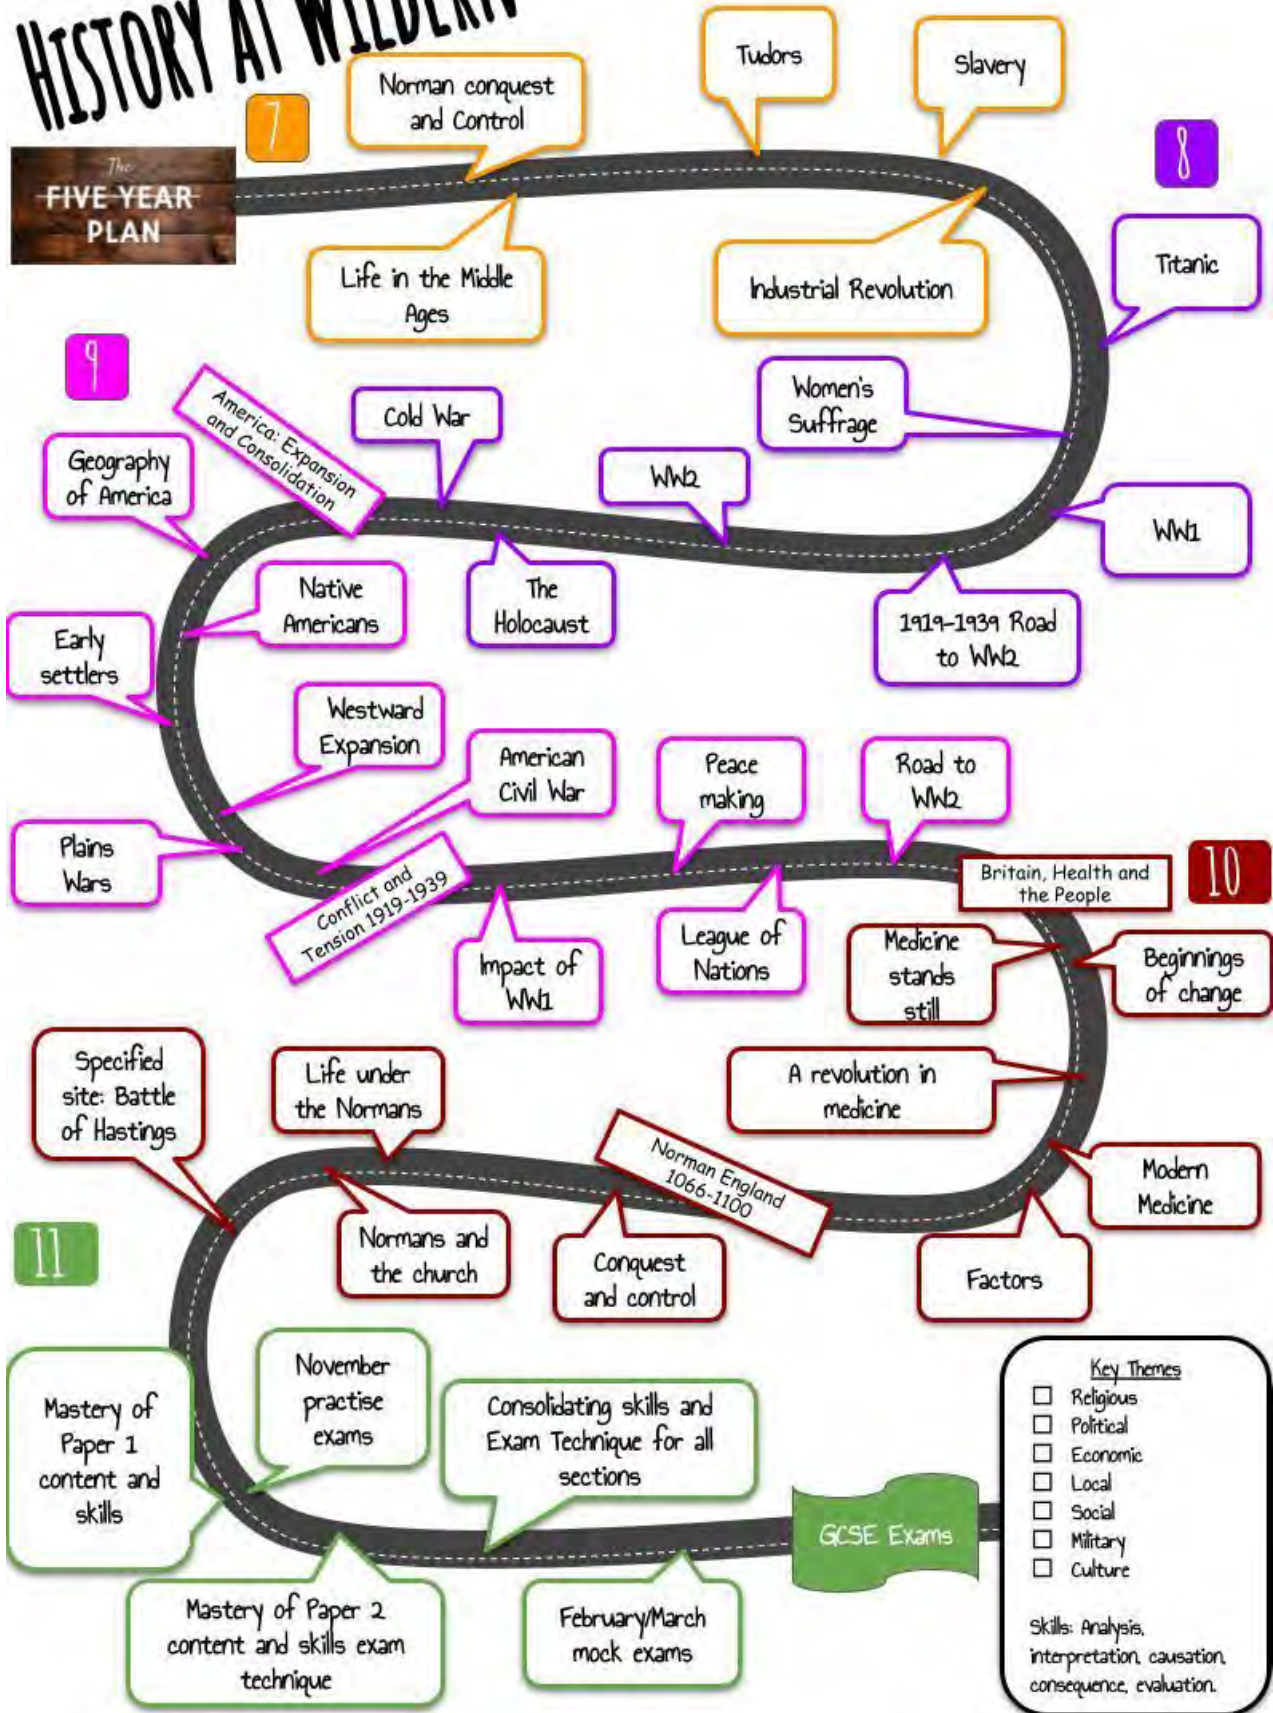 HISTORY AT
7
Norman conquest
and Control
Tudors
Slavery
8
The
FIVE YEAR
PLAN
Life in the Middle
Ages
Industrial Revolution
Titanic
9
America: Expansion
and Consolidation
Cold War
Women's
Suffrage
Geography
of America
WW2
WW1
Native
Americans
The
Holocaust
1919-1939 Road
to WW2
Early
settlers
Westward
Expansion
American
Civil War
Peace
making
Road to
WW2
Plains
Wars
Conflict and
Tension 1919-1939
Britain, Health and
the People
10
Impact of
WW1
League of
Nations
Medicine
stands
still
Beginnings
of change
Specified
site: Battle
of Hastings
Life under
the Normans
A revolution in
medicine
Norman England
1066-1100
Modern
Medicine
11
Normans and
the church
Conquest
and control
Factors
Mastery of
Paper 1
content and
skills
November
practise
exams
Consolidating skills and
Exam Technique for all
sections
GCSE Exams
Mastery of Paper 2
content and skills exam
technique
February/March
mock exams
Key Themes
Religious
Political
Economic
Local
Social
Military
Culture
Skills: Analysis,
interpretation, causation,
consequence, evaluation.